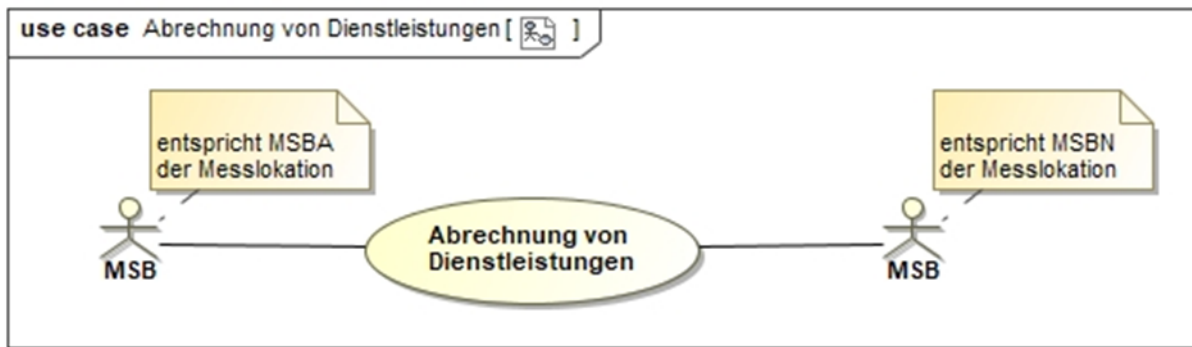 use case Abrechnung von Dienstleistungen [ ]
entspricht MSBA
der Messlokation
entspricht MSBN
der Messlokation
Abrechnung von
Dienstleistungen
MSB
MSB